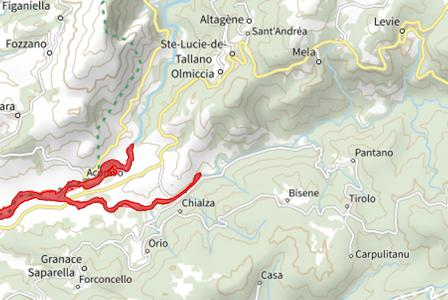 Figaniella
Altagène
Levie
Sant'Andréa
Fozzano
Ste-Lucie-de-
Tallano
Mela
Olmiccia
ara
Pantano
Bisene
Tirolo
Chialza
Orio
Carpulitanu
Granace
Saparella
Forconcello
Casa